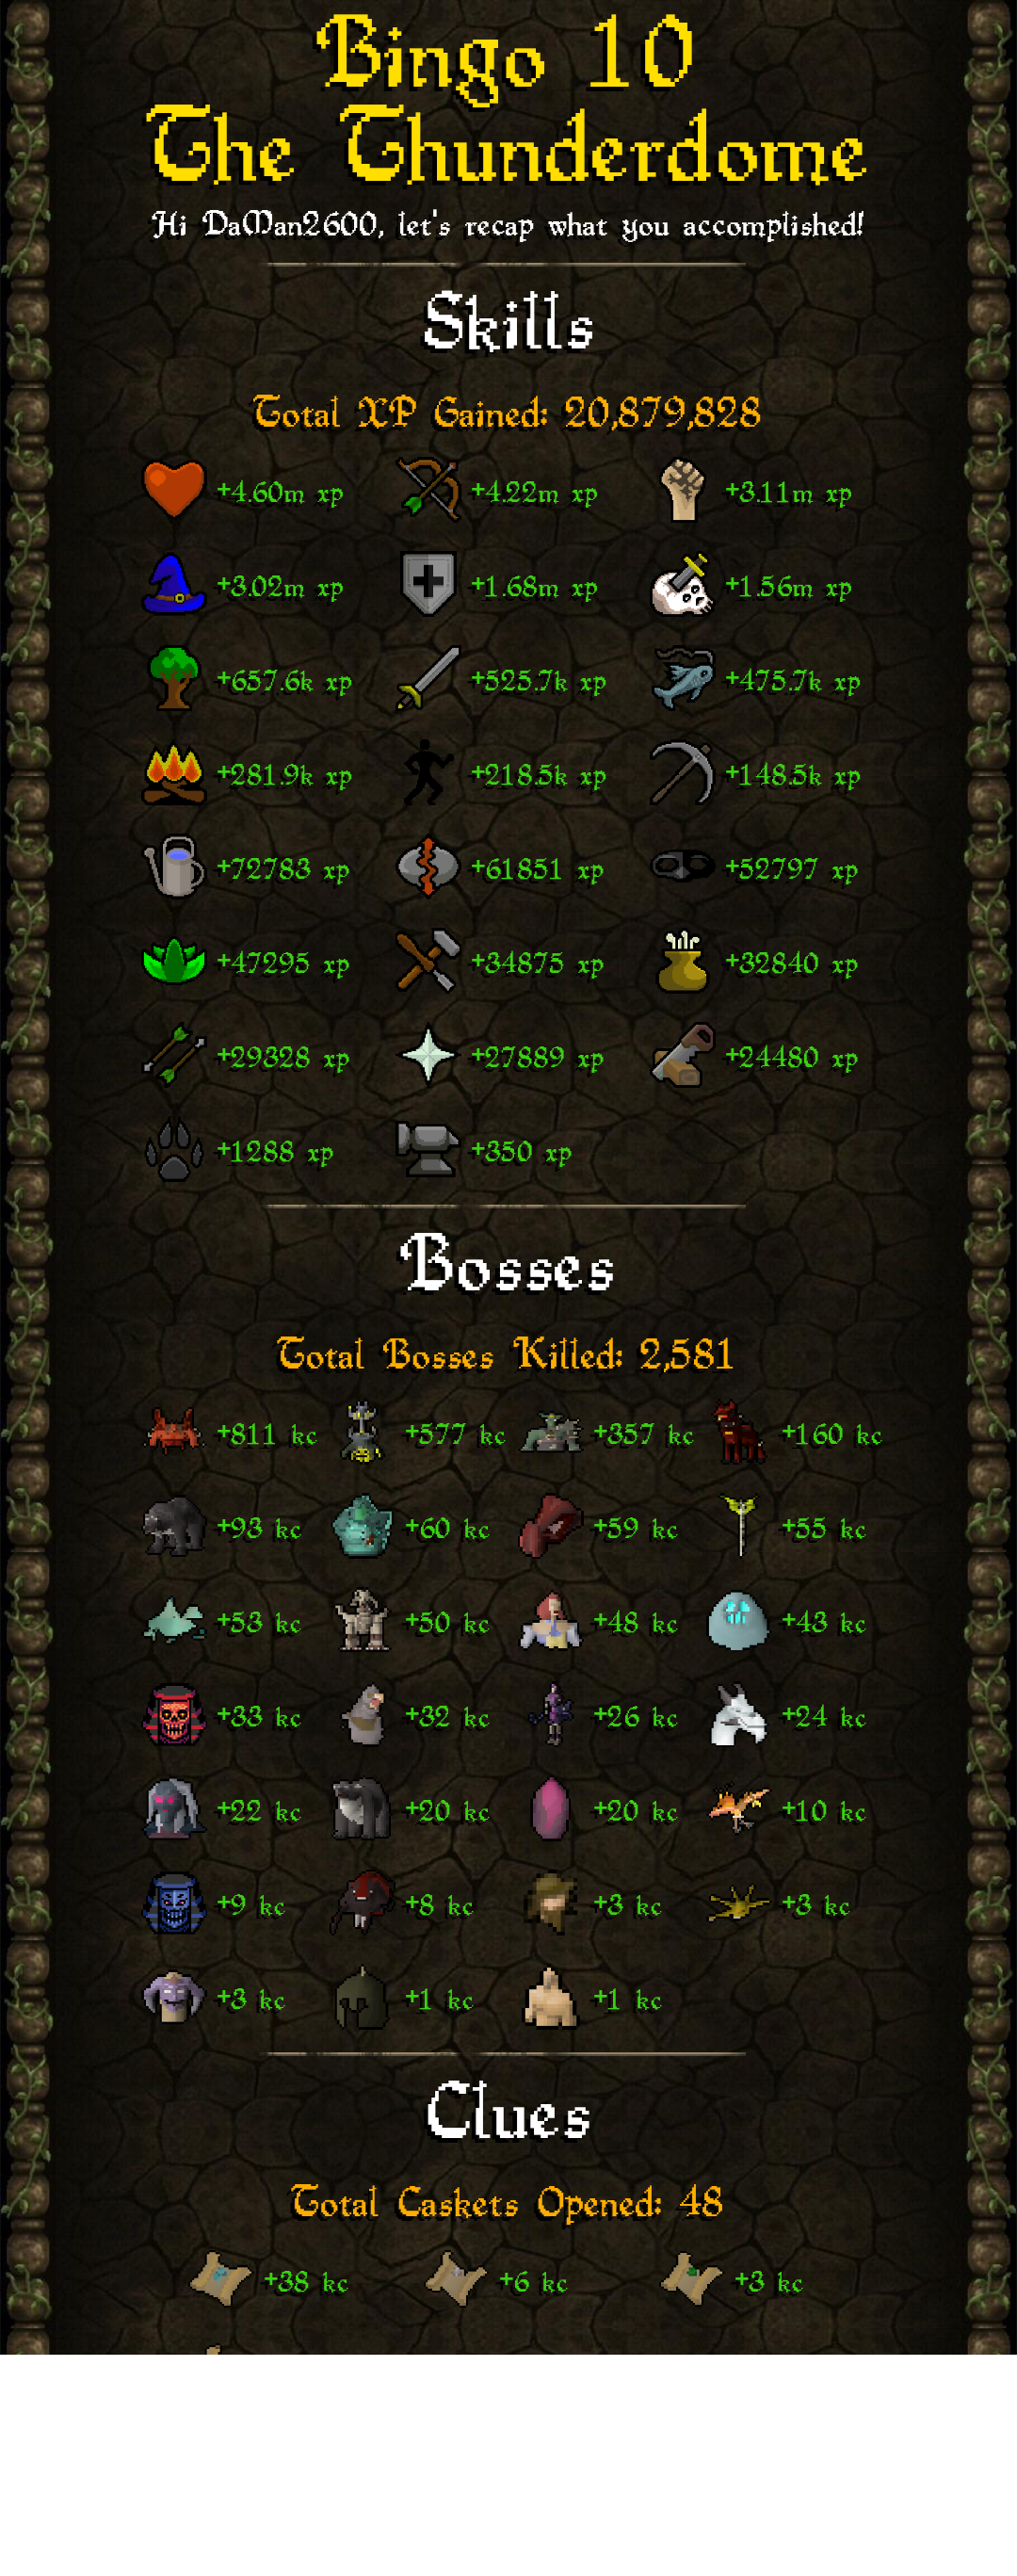 Bingo 10
The Thunderdome
Hi DaMan2600, let's recap what you accomplished!
Skills
Total XP Gained: 20,879,828
+4.60m xp +4.22m xp +3.11m xp
+3.02m xp +1.68m xp +1.56m xp
+657.6k xp +525.7k xp +475.7k xp
+281.9k xp +218.5k xp +148.5k xp
+72783 xp +61851 xp +52797 xp
+47295 xp +34875 xp +32840 xp
+29328 xp +27889 xp +24480 xp
+1288 xp +350 xp
Bosses
Total Bosses Killed: 2,581
+811 kc +577 kc +357 kc +160 kc
+93 kc +60 kc +59 kc +55 kc
+53 kc +50 kc +48 kc +43 kc
+33 kc +32 kc +26 kc +24 kc
+22 kc +20 kc +20 kc +10 kc
+9 kc +8 kc +3 kc +3 kc
+3 kc +1 kc +1 kc
Clues
Total Caskets Opened: 48
+38 kc +6 kc +3 kc